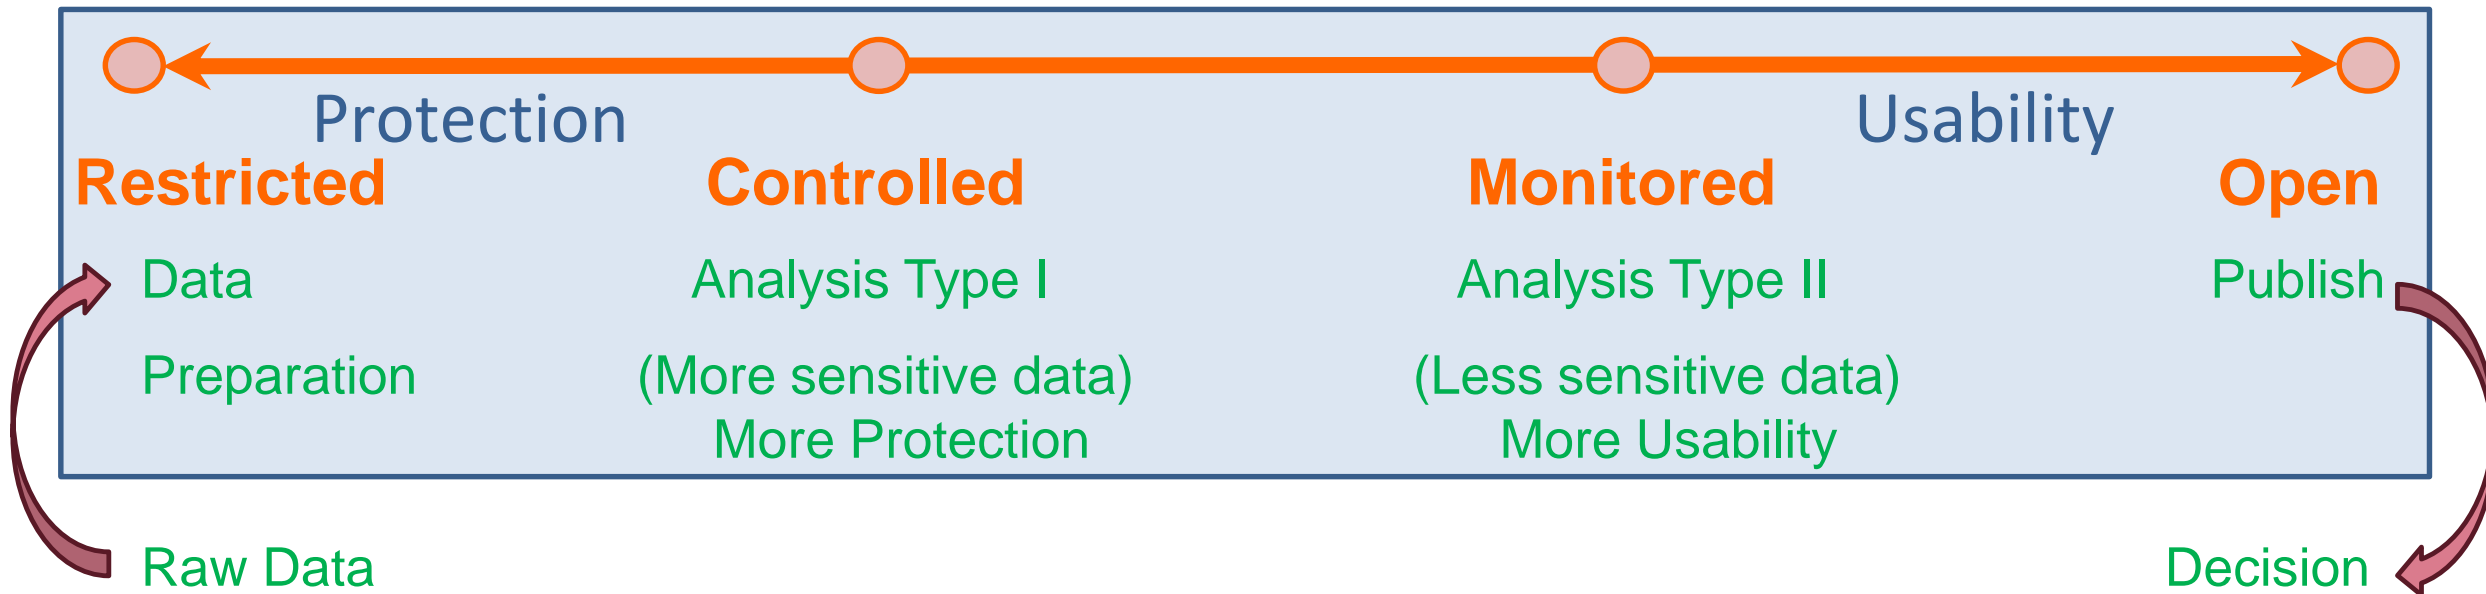 Protection Usability
Restricted Controlled Monitored Open
Data Analysis Type I Analysis Type II Publish
Preparation (More sensitive data) (Less sensitive data)
More Protection More Usability
Raw Data Decision